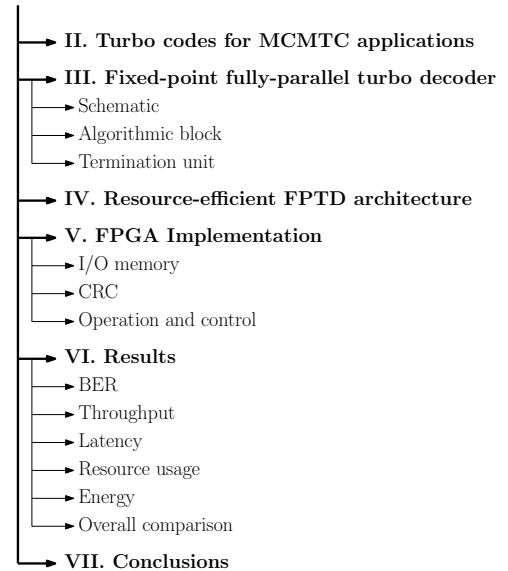 II. Turbo codes for MCMTC applications
III. Fixed-point fully-parallel turbo decoder
Schematic
Algorithmic block
Termination unit
IV. Resource-efficient FPTD architecture
V. FPGA Implementation
I/O memory
CRC
Operation and control
VI. Results
BER
Throughput
Latency
Resource usage
Energy
Overall comparison
VII. Conclusions